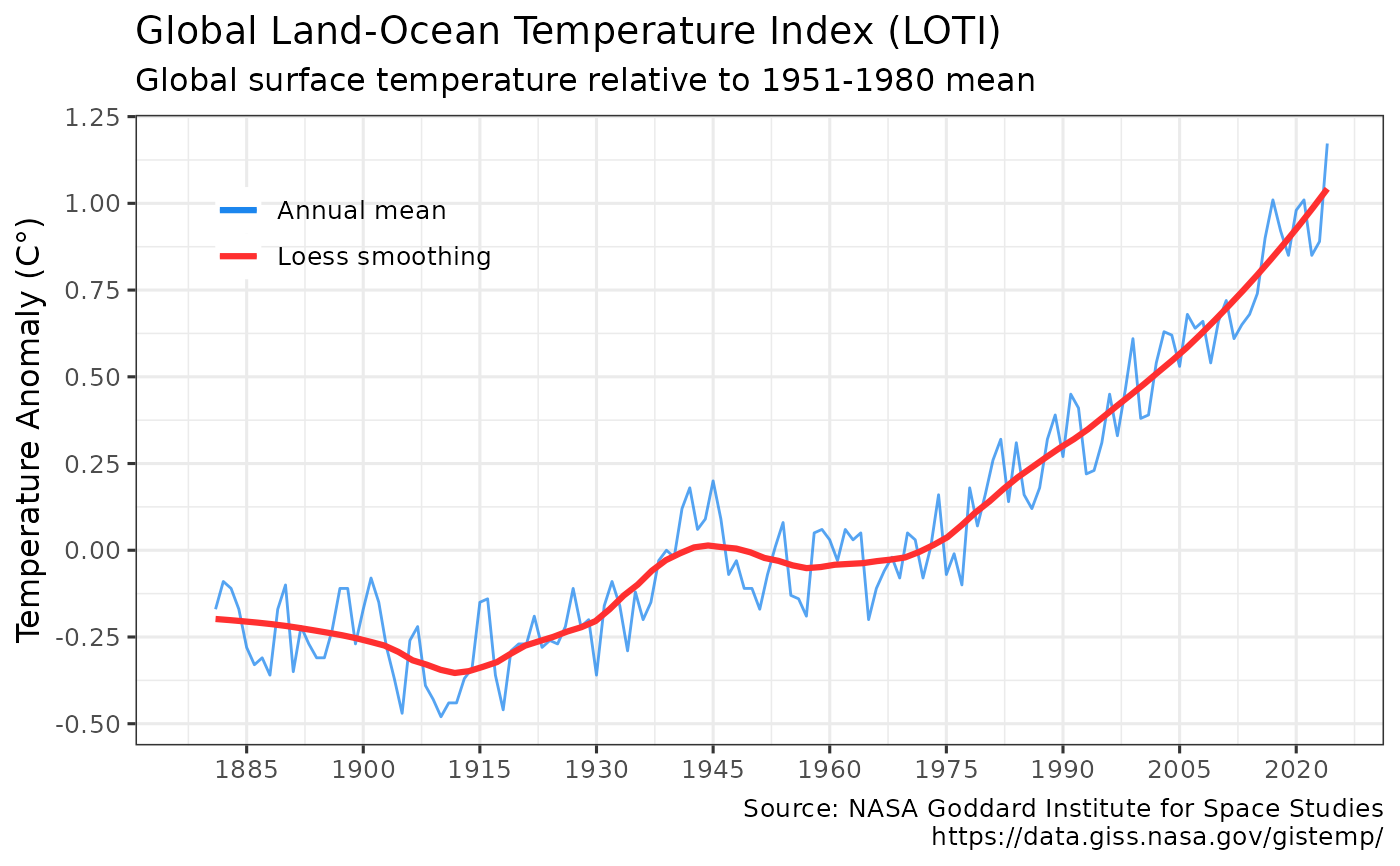 Global Land-Ocean Temperature Index (LOTI)
Global surface temperature relative to 1951-1980 mean
Temperature Anomaly (C°)
1.25
1.00
0.75
0.50
0.25
0.00
-0.25
-0.50
Annual mean
Loess smoothing
1885 1900 1915 1930 1945 1960 1975 1990 2005 2020
Source: NASA Goddard Institute for Space Studies
https://data.giss.nasa.gov/gistemp/